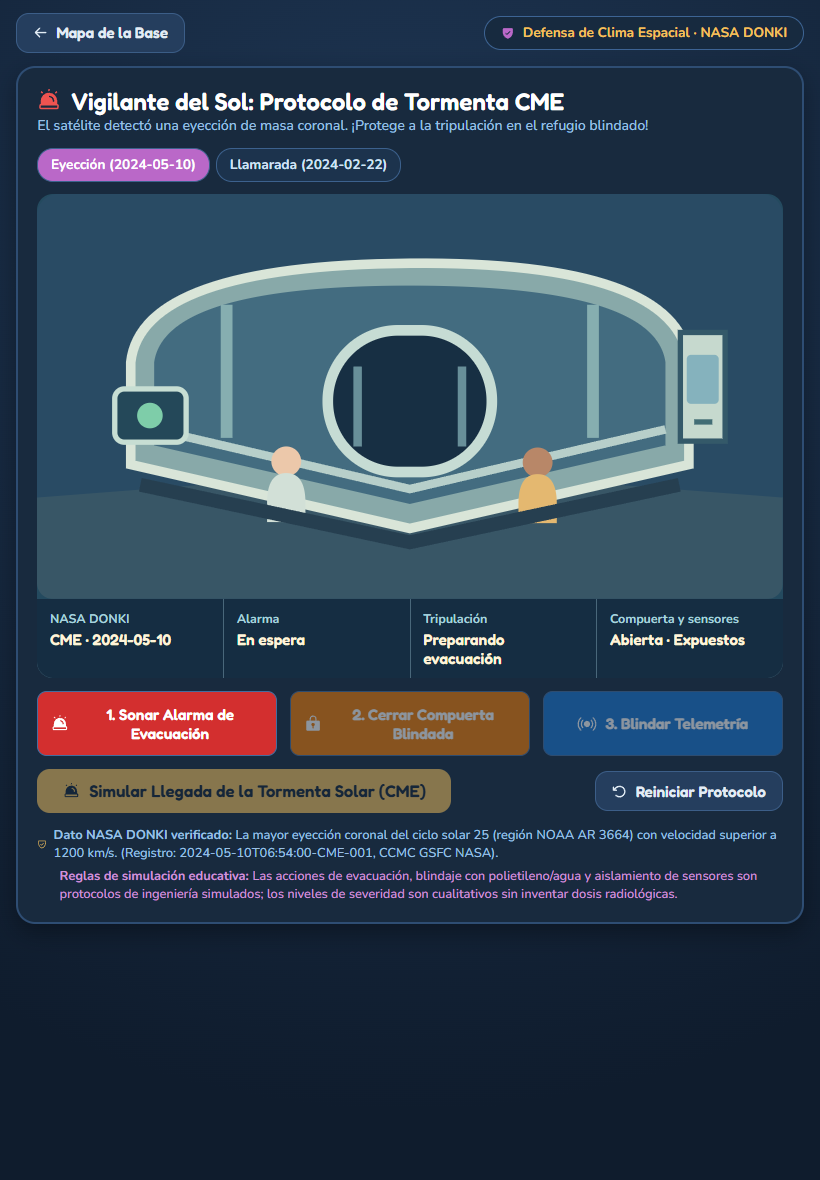 Mapa de la Base
Defensa de Clima Espacial · NASA DONKI
Vigilante del Sol: Protocolo de Tormenta CME
El satélite detectó una eyección de masa coronal. ¡Protege a la tripulación en el refugio blindado!
Eyección (2024-05-10)
Llamarada (2024-02-22)
NASA DONKI
CME · 2024-05-10
Alarma
En espera
Tripulación
Preparando
evacuación
Compuerta y sensores
Abierta · Expuestos
1. Sonar Alarma de
Evacuación
2. Cerrar Compuerta
Blindada
3. Blindar Telemetría
Simular Llegada de la Tormenta Solar (CME)
Reiniciar Protocolo
Dato NASA DONKI verificado: La mayor eyección coronal del ciclo solar 25 (región NOAA AR 3664) con velocidad superior a
1200 km/s. (Registro: 2024-05-10T06:54:00-CME-001, CCMC GSFC NASA).
Reglas de simulación educativa: Las acciones de evacuación, blindaje con polietileno/agua y aislamiento de sensores son
protocolos de ingeniería simulados; los niveles de severidad son cualitativos sin inventar dosis radiológicas.